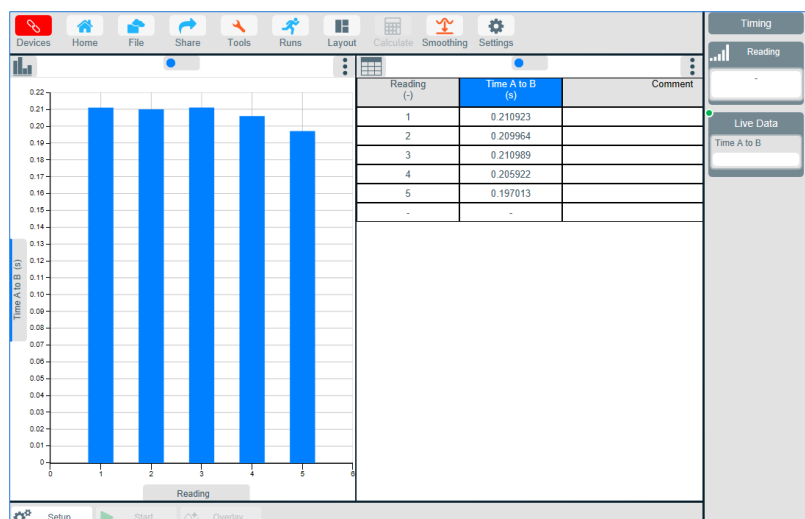 Devices Home File Share Tools Runs Layout Calculate Smoothing Settings
Timing
Reading
-
Live Data
Time A to B
0.22
0.21
0.20
0.19
0.18
0.17
0.16
0.15
0.14
0.13
0.12
0.11
0.10
0.09
0.08
0.07
0.06
0.05
0.04
0.03
0.02
0.01
0
Time A to B (s)
0 1 2 3 4 5 6
Reading
Reading Time A to B Comment
(-) (s)
1 0.210923
2 0.209964
3 0.210989
4 0.205922
5 0.197013
- -
Setup Start Overlay